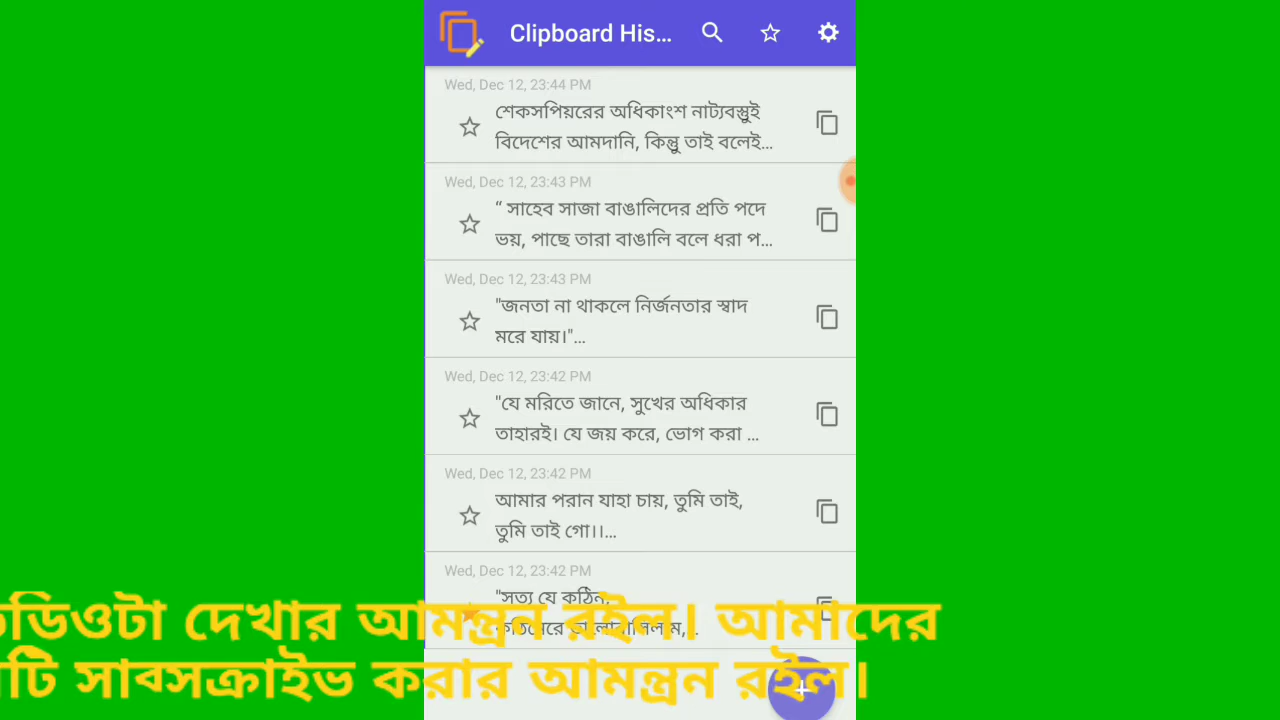 Clipboard His...
Wed, Dec 12, 23:44 PM
শেকসপিয়রের অধিকাংশ নাট্যবস্তুই
বিদেশের আমদানি, কিন্তু তাই বলেই...
Wed, Dec 12, 23:43 PM
“ সাহেব সাজা বাঙালিদের প্রতি পদে
ভয়, পাছে তারা বাঙালি বলে ধরা প...
Wed, Dec 12, 23:43 PM
"জনতা না থাকলে নির্জনতার স্বাদ
মরে যায়।"...
Wed, Dec 12, 23:42 PM
"যে মরিতে জানে, সুখের অধিকার
তাহারই। যে জয় করে, ভোগ করা ...
Wed, Dec 12, 23:42 PM
আমার পরান যাহা চায়, তুমি তাই,
তুমি তাই গো।।...
Wed, Dec 12, 23:42 PM
"সত্য যে কঠিন,
দেখার আমন্ত্রন রইল। আমাদের
সাব্সক্রাইভ করার আমন্ত্রন রইল।